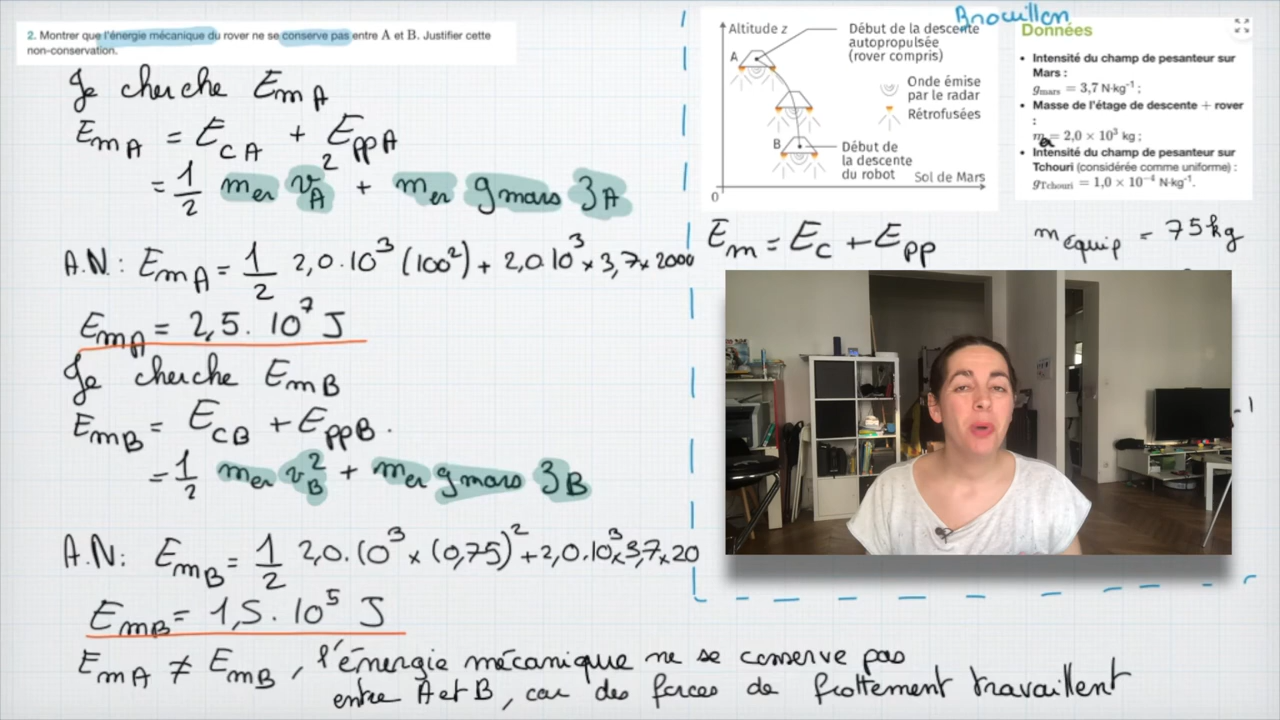 2. Montrer que l'énergie mécanique du rover ne se conserve pas entre A et B. Justifier cette
non-conservation.
Je cherche EmA
EmA = EcA + EppA
= 1/2 mer vA² + mer gmars zA
A.N : EmA = 1/2 2,0.10³ (100²) + 2,0.10³ × 3,7 × 2000
EmA = 2,5. 10⁷ J
Je cherche EmB
EmB = EcB + EppB.
= 1/2 mer vB² + mer gmars zB
A.N : EmB = 1/2 2,0.10³ × (0,75)² + 2,0.10³ × 3,7 × 20
EmB = 1,5. 10⁵ J
EmA ≠ EmB, l'énergie mécanique ne se conserve pas
entre A et B, car des forces de frottement travaillent
Brouillon
Altitude z
Début de la descente
autopropulsée
(rover compris)
A
Onde émise
par le radar
Rétrofusées
B
Début de
la descente
du robot
Sol de Mars
0
Données
• Intensité du champ de pesanteur sur
Mars :
gmars = 3,7 N·kg⁻¹ ;
• Masse de l'étage de descente + rover
:
mer = 2,0 × 10³ kg ;
• Intensité du champ de pesanteur sur
Tchouri (considérée comme uniforme) :
gTchouri = 1,0 × 10⁻⁴ N·kg⁻¹.
Em = Ec + Epp
méquip = 75 kg
-1